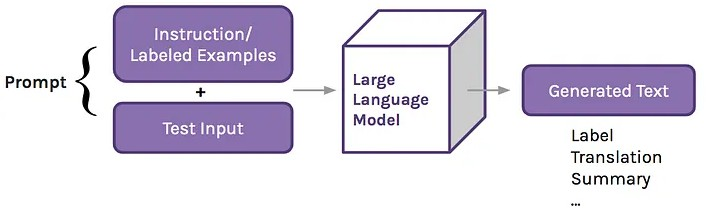 Prompt
Instruction/
Labeled Examples
+
Test Input
Large
Language
Model
Generated Text
Label
Translation
Summary
...